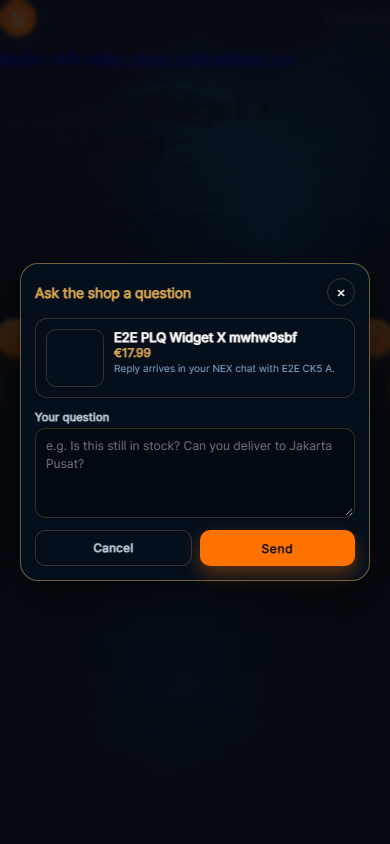 Widget X
Ask the shop a question
×
E2E PLQ Widget X mwhw9sbf
€17.99
Reply arrives in your NEX chat with E2E CK5 A.
Your question
e.g. Is this still in stock? Can you deliver to Jakarta
Pusat?
Cancel
Send